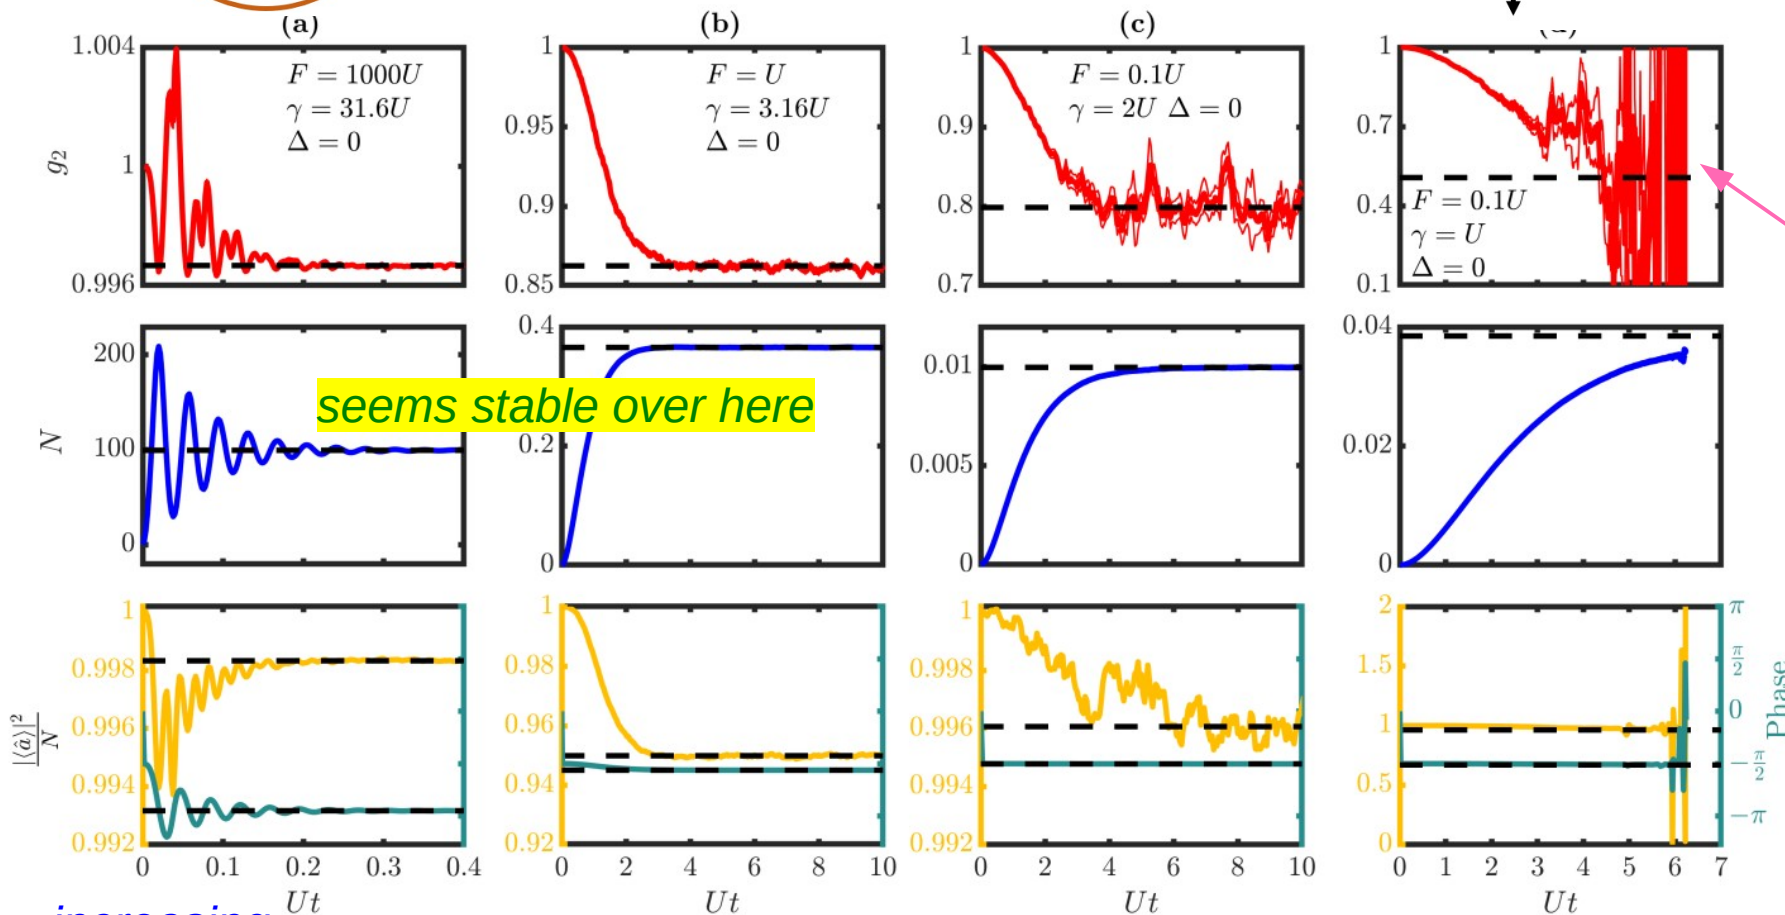 (a)
(b)
(c)
(d)
1.004
1
0.996
g₂
F = 1000U
γ = 31.6U
Δ = 0
1
0.95
0.9
0.85
F = U
γ = 3.16U
Δ = 0
1
0.9
0.8
0.7
F = 0.1U
γ = 2U Δ = 0
1
0.7
0.4
0.1
F = 0.1U
γ = U
Δ = 0
200
100
0
N
0.4
0.2
0
seems stable over here
0.01
0.005
0
0.04
0.02
0
1
0.998
0.996
0.994
0.992
|⟨â⟩|²
N
0 0.1 0.2 0.3 0.4
Ut
1
0.98
0.96
0.94
0.92
0 2 4 6 8 10
Ut
1
0.998
0.996
0.994
0.992
0 2 4 6 8 10
Ut
2
1.5
1
0.5
0
0 1 2 3 4 5 6 7
Ut
π
π/2
0
−π/2
−π
Phase
increasing